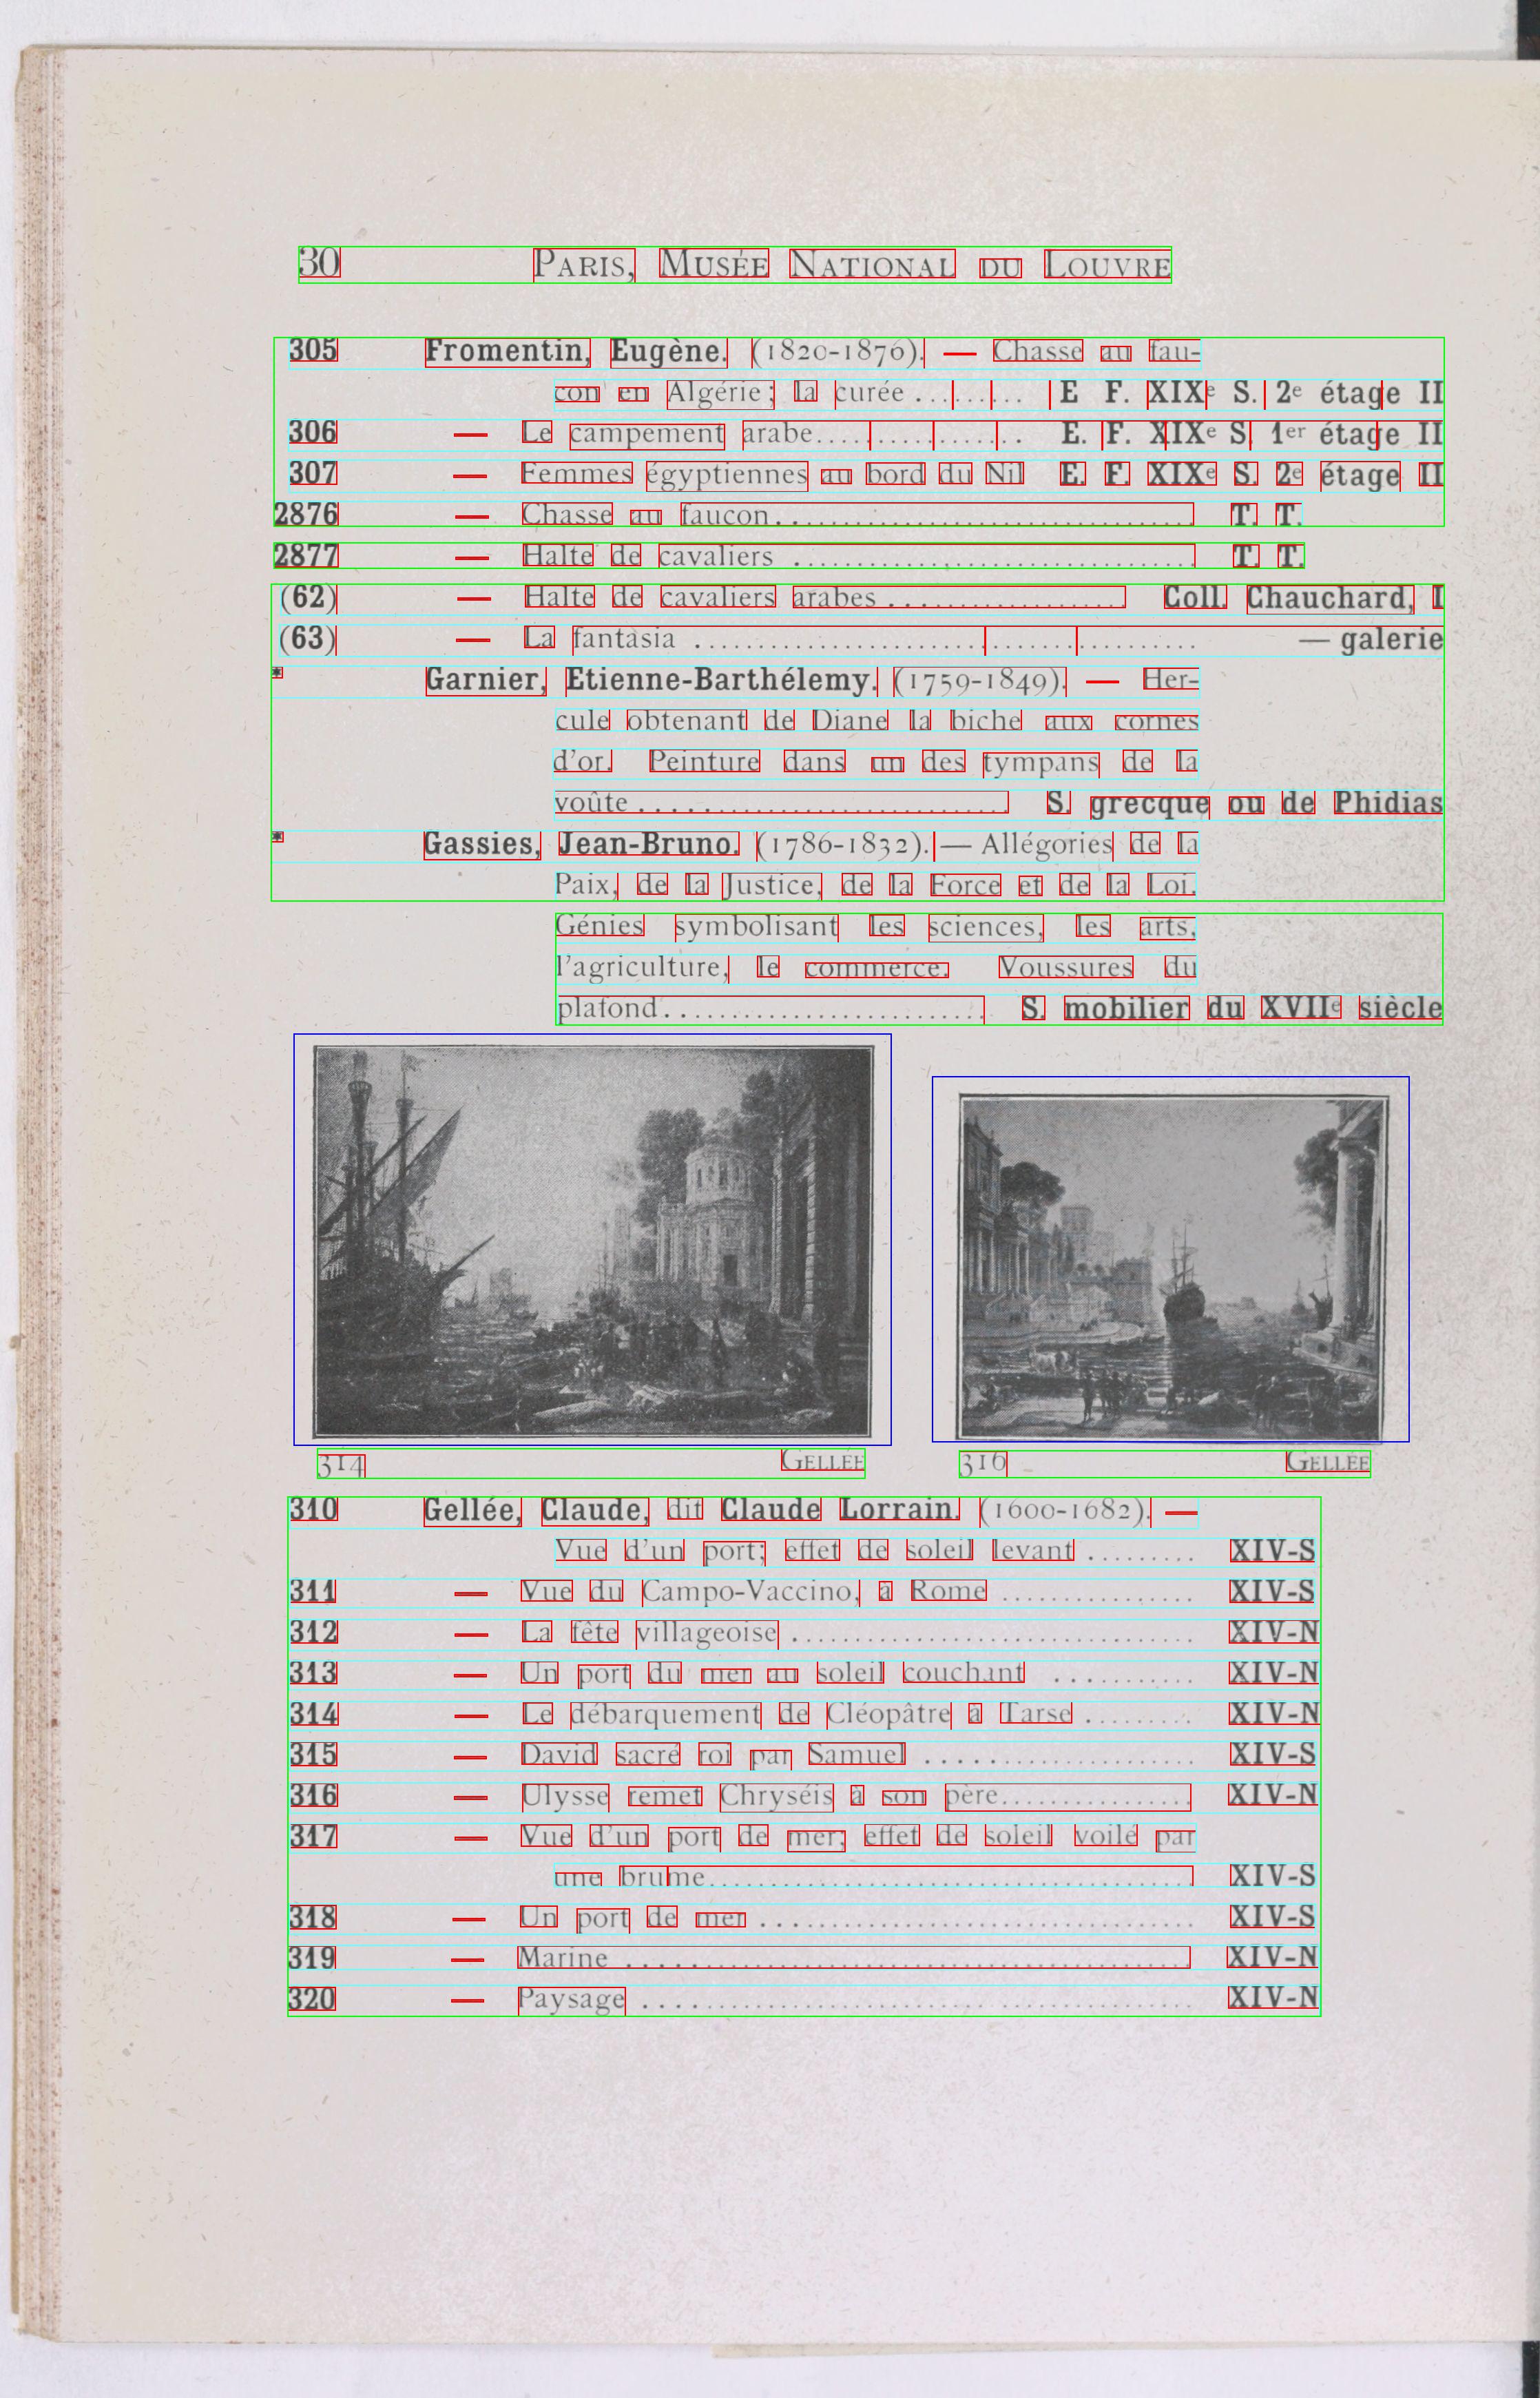 30 PARIS, MUSÉE NATIONAL DU LOUVRE
305 Fromentin, Eugène. (1820-1876). — Chasse au fau-
con en Algérie; la curée .......... E F. XIXe S. 2e étage II
306 — Le campement arabe.................. E. F. XIXe S. 1er étage II
307 — Femmes égyptiennes au bord du Nil E. F. XIXe S. 2e étage II
2876 — Chasse au faucon................................. T. T.
2877 — Halte de cavaliers ................................ T. T.
(62) — Halte de cavaliers arabes ................... Coll. Chauchard, I
(63) — La fantasia ........................................ — galerie
* Garnier, Etienne-Barthélemy. (1759-1849). — Her-
cule obtenant de Diane la biche aux cornes
d'or. Peinture dans un des tympans de la
voûte .............................. S. grecque ou de Phidias
* Gassies, Jean-Bruno. (1786-1832). — Allégories de la
Paix, de la Justice, de la Force et de la Loi.
Génies symbolisant les sciences, les arts,
l'agriculture, le commerce. Voussures du
plafond.......................... S. mobilier du XVIIe siècle
314 GELLÉE
316 GELLÉE
310 Gellée, Claude, dit Claude Lorrain. (1600-1682). —
Vue d'un port; effet de soleil levant ......... XIV-S
311 — Vue du Campo-Vaccino, à Rome ................ XIV-S
312 — La fête villageoise ................................ XIV-N
313 — Un port du mer au soleil couchant ........... XIV-N
314 — Le débarquement de Cléopâtre à Tarse ......... XIV-N
315 — David sacré roi par Samuel ..................... XIV-S
316 — Ulysse remet Chryséis à son père................ XIV-N
317 — Vue d'un port de mer; effet de soleil voilé par
une brume...................................... XIV-S
318 — Un port de mer .................................. XIV-S
319 — Marine ............................................. XIV-N
320 — Paysage ........................................... XIV-N